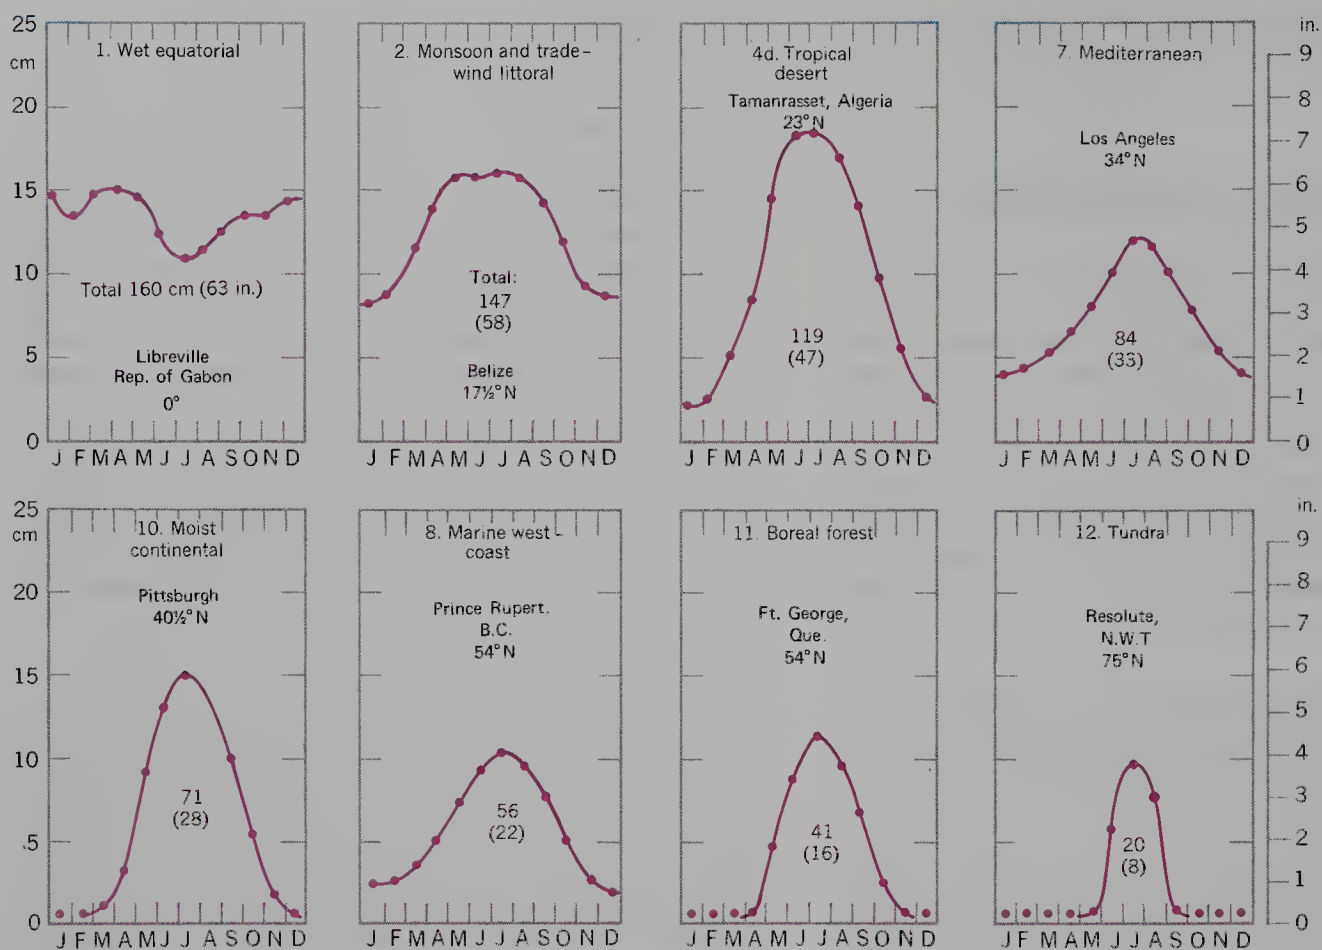 25
cm
20
15
10
5
0
1. Wet equatorial
Total 160 cm (63 in.)
Libreville
Rep. of Gabon
0°
J F M A M J J A S O N D
2. Monsoon and trade-
wind littoral
Total:
147
(58)
Belize
17½°N
J F M A M J J A S O N D
4d. Tropical
desert
Tamanrasset, Algeria
23°N
119
(47)
J F M A M J J A S O N D
7. Mediterranean
Los Angeles
34°N
84
(33)
J F M A M J J A S O N D
in.
9
8
7
6
5
4
3
2
1
0
25
cm
20
15
10
5
0
10. Moist
continental
Pittsburgh
40½°N
71
(28)
J F M A M J J A S O N D
8. Marine west-
coast
Prince Rupert.
B.C.
54°N
56
(22)
J F M A M J J A S O N D
11. Boreal forest
Ft. George,
Que.
54°N
41
(16)
J F M A M J J A S O N D
12. Tundra
Resolute,
N.W.T
75°N
20
(8)
J F M A M J J A S O N D
in.
9
8
7
6
5
4
3
2
1
0